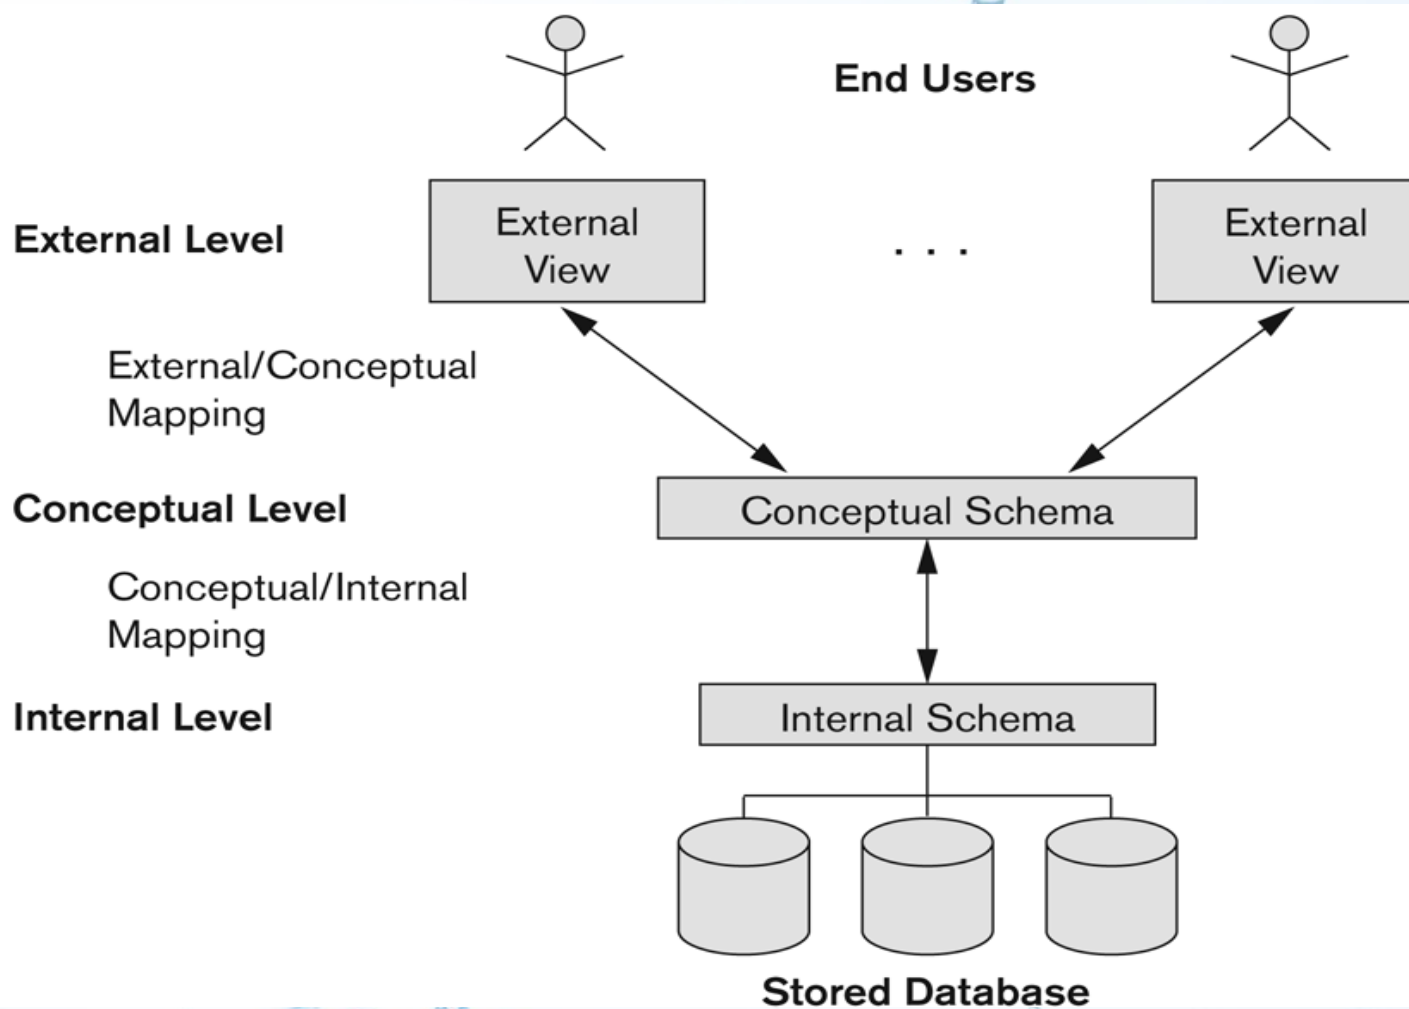 End Users
External Level
External
View
. . .
External
View
External/Conceptual
Mapping
Conceptual Level
Conceptual Schema
Conceptual/Internal
Mapping
Internal Level
Internal Schema
Stored Database